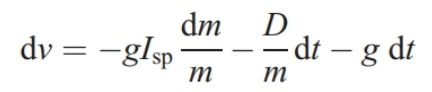 dv = −gI_sp dm/m − D/m dt − g dt